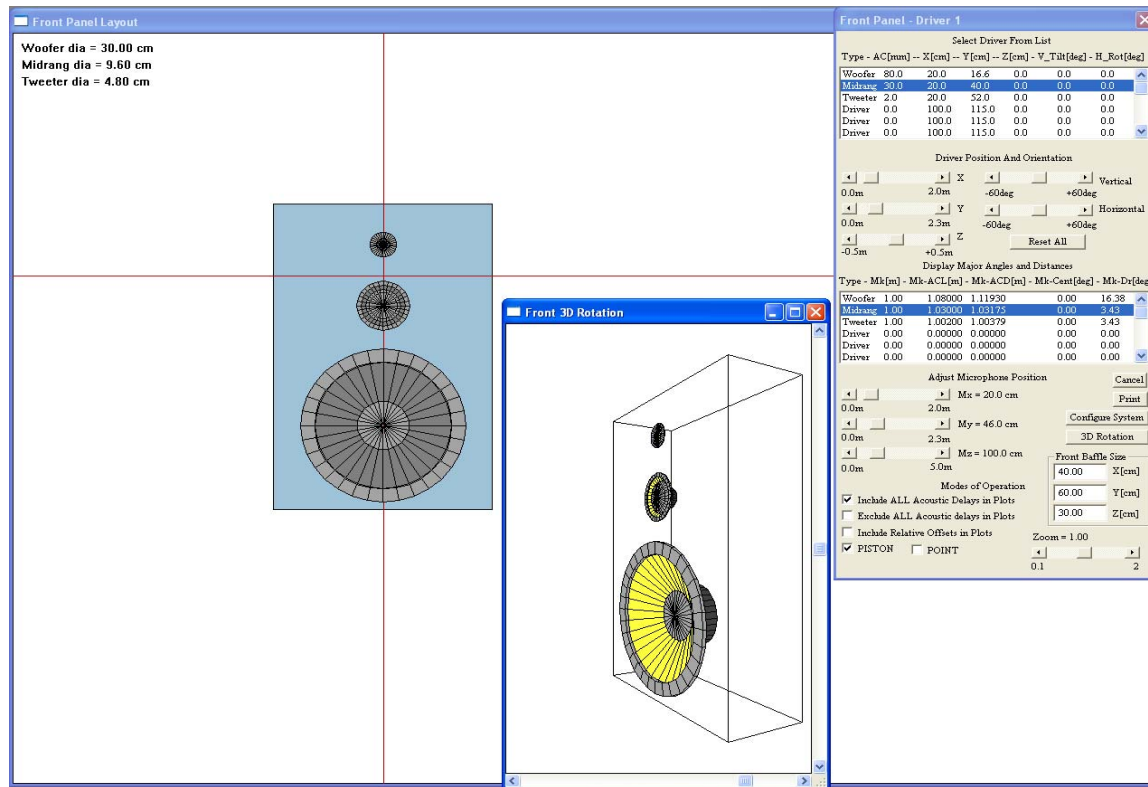 Front Panel Layout
Woofer dia = 30.00 cm
Midrang dia = 9.60 cm
Tweeter dia = 4.80 cm
Front 3D Rotation
Front Panel - Driver 1
Select Driver From List
Type - AC[mm] -- X[cm] -- Y[cm] -- Z[cm] - V_Tilt[deg] - H_Rot[deg]
Woofer 80.0 20.0 16.6 0.0 0.0 0.0
Midrang 30.0 20.0 40.0 0.0 0.0 0.0
Tweeter 2.0 20.0 52.0 0.0 0.0 0.0
Driver 0.0 100.0 115.0 0.0 0.0 0.0
Driver 0.0 100.0 115.0 0.0 0.0 0.0
Driver 0.0 100.0 115.0 0.0 0.0 0.0
Driver Position And Orientation
X Vertical
0.0m 2.0m -60deg +60deg
Y Horizontal
0.0m 2.3m -60deg +60deg
Z Reset All
-0.5m +0.5m
Display Major Angles and Distances
Type - Mk[m] - Mk-ACL[m] - Mk-ACD[m] - Mk-Cent[deg] - Mk-Dr[deg
Woofer 1.00 1.08000 1.11930 0.00 16.38
Midrang 1.00 1.03000 1.03175 0.00 3.43
Tweeter 1.00 1.00200 1.00379 0.00 3.43
Driver 0.00 0.00000 0.00000 0.00 0.00
Driver 0.00 0.00000 0.00000 0.00 0.00
Driver 0.00 0.00000 0.00000 0.00 0.00
Adjust Microphone Position
Cancel
Mx = 20.0 cm
Print
0.0m 2.0m
Configure System
My = 46.0 cm
0.0m 2.3m
3D Rotation
Mz = 100.0 cm
0.0m 5.0m
Front Baffle Size
40.00 X[cm]
60.00 Y[cm]
30.00 Z[cm]
Modes of Operation
Include ALL Acoustic Delays in Plots
Exclude ALL Acoustic delays in Plots
Include Relative Offsets in Plots
PISTON POINT
Zoom = 1.00
0.1 2